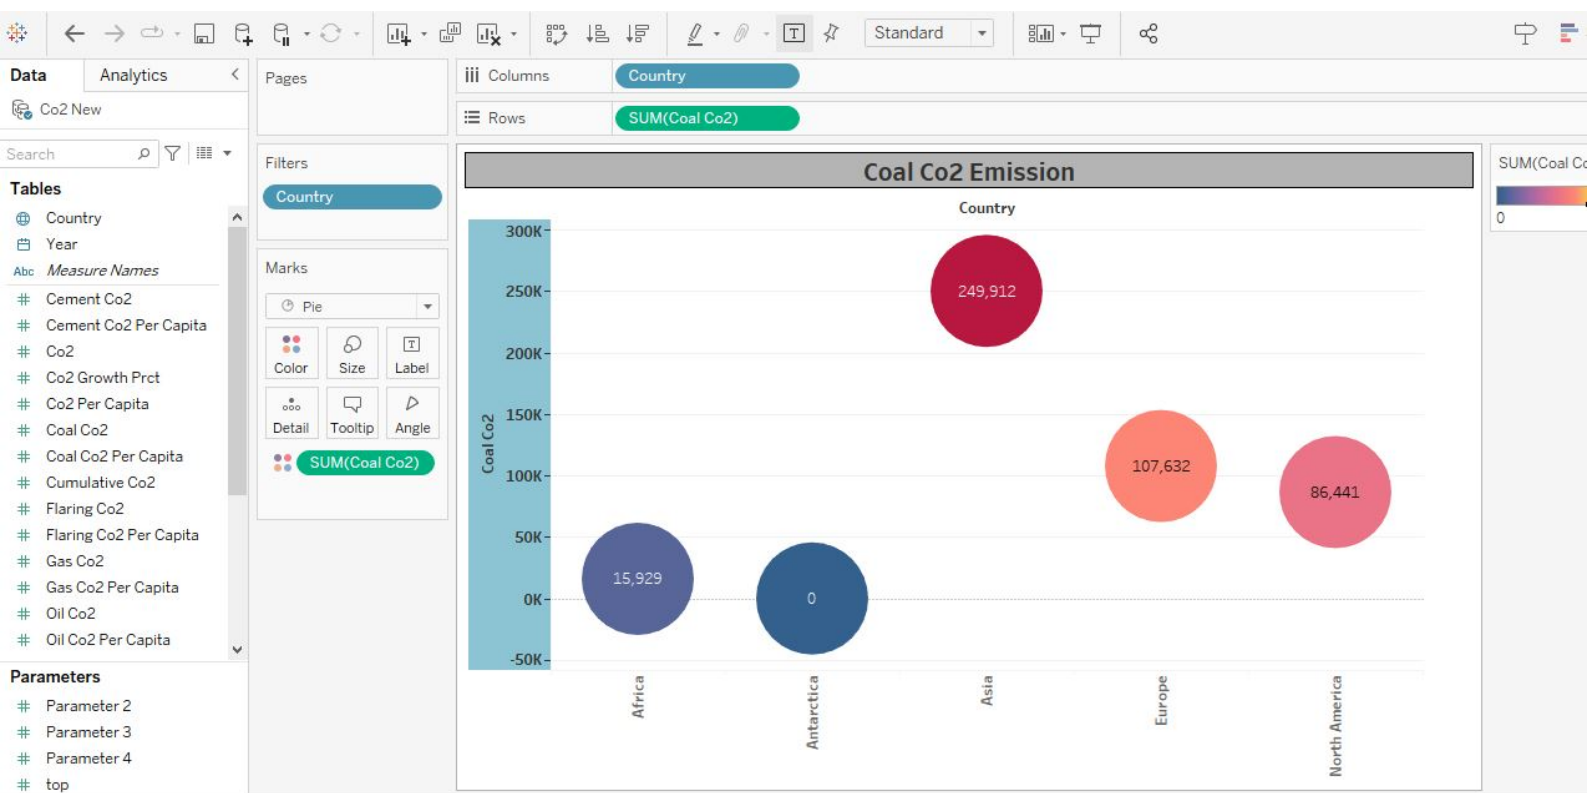 Standard
Data
Analytics
Co2 New
Search
Tables
Country
Year
Abc Measure Names
# Cement Co2
# Cement Co2 Per Capita
# Co2
# Co2 Growth Prct
# Co2 Per Capita
# Coal Co2
# Coal Co2 Per Capita
# Cumulative Co2
# Flaring Co2
# Flaring Co2 Per Capita
# Gas Co2
# Gas Co2 Per Capita
# Oil Co2
# Oil Co2 Per Capita
Parameters
# Parameter 2
# Parameter 3
# Parameter 4
# top
Pages
Filters
Country
Marks
Pie
Color
Size
T
Label
Detail
Tooltip
Angle
SUM(Coal Co2)
Columns
Country
Rows
SUM(Coal Co2)
Coal Co2 Emission
Country
300K
250K
200K
150K
100K
50K
0K
-50K
Coal Co2
249,912
107,632
86,441
15,929
0
Africa
Antarctica
Asia
Europe
North America
SUM(Coal Co
0